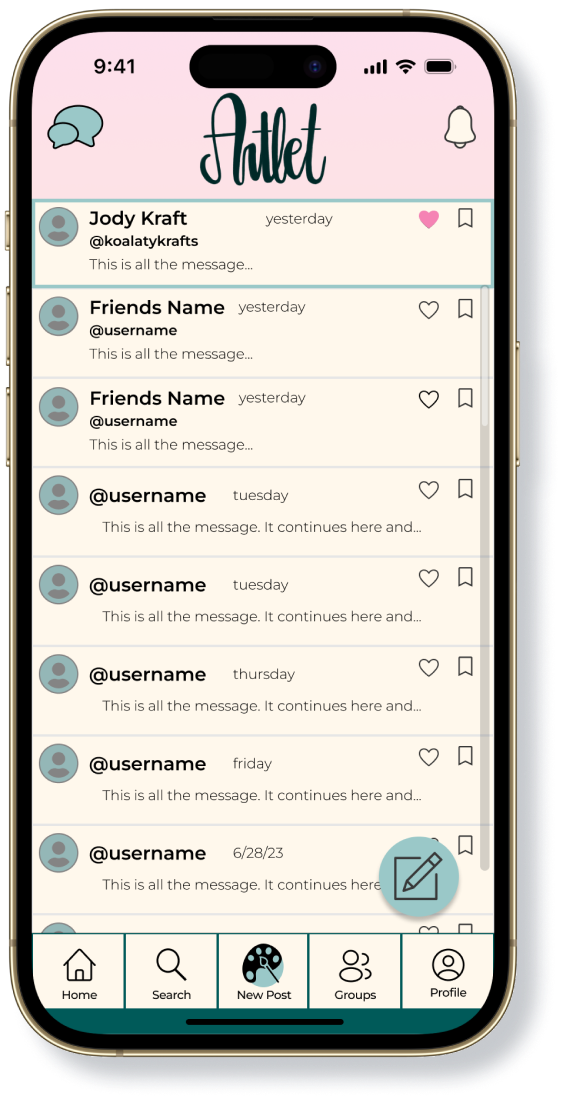 9:41
Artlet
Jody Kraft yesterday
@koalatykrafts
This is all the message...
Friends Name yesterday
@username
This is all the message...
Friends Name yesterday
@username
This is all the message...
@username tuesday
This is all the message. It continues here and...
@username tuesday
This is all the message. It continues here and...
@username thursday
This is all the message. It continues here and...
@username friday
This is all the message. It continues here and...
@username 6/28/23
This is all the message. It continues here
Home Search New Post Groups Profile